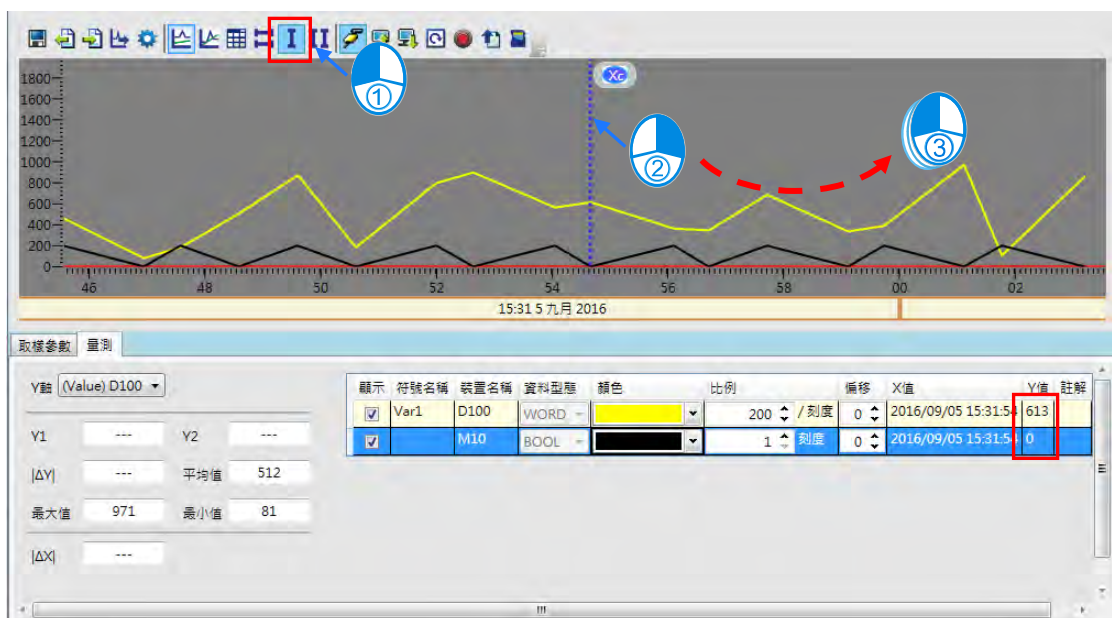 ①
1800
Xc
1600
1400
②
③
1200
1000
800
600
400
200
0
46 48 50 52 54 56 58 00 02
15:31 5 九月 2016
取樣參數 量測
Y軸 (Value) D100
顯示 符號名稱 裝置名稱 資料型態 顏色 比例 偏移 X值 Y值 註解
Var1 D100 WORD 200 / 刻度 0 2016/09/05 15:31:54 613
M10 BOOL 1 刻度 0 2016/09/05 15:31:54 0
Y1 --- Y2 ---
|ΔY| --- 平均值 512
最大值 971 最小值 81
|ΔX| ---